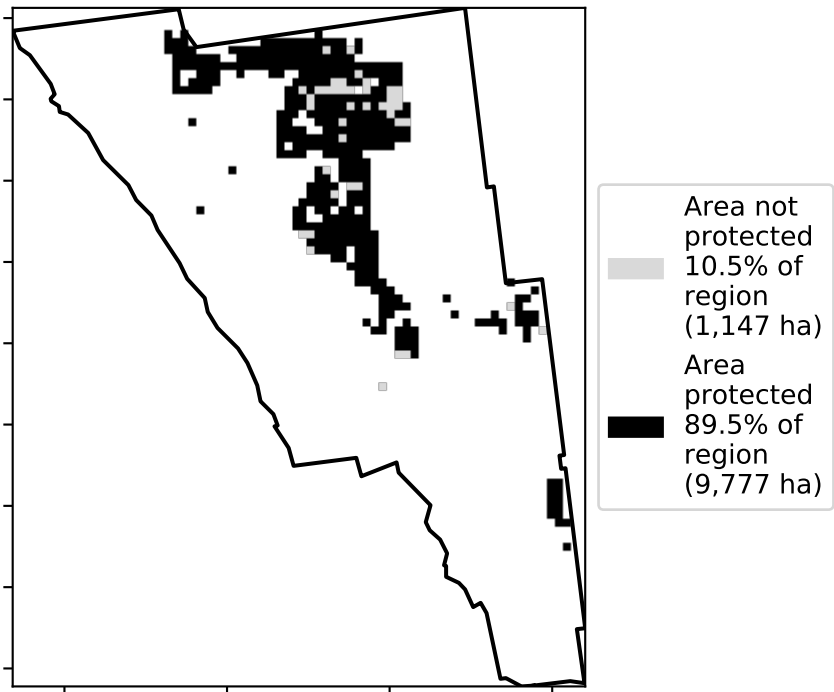 Area not
protected
10.5% of
region
(1,147 ha)
Area
protected
89.5% of
region
(9,777 ha)